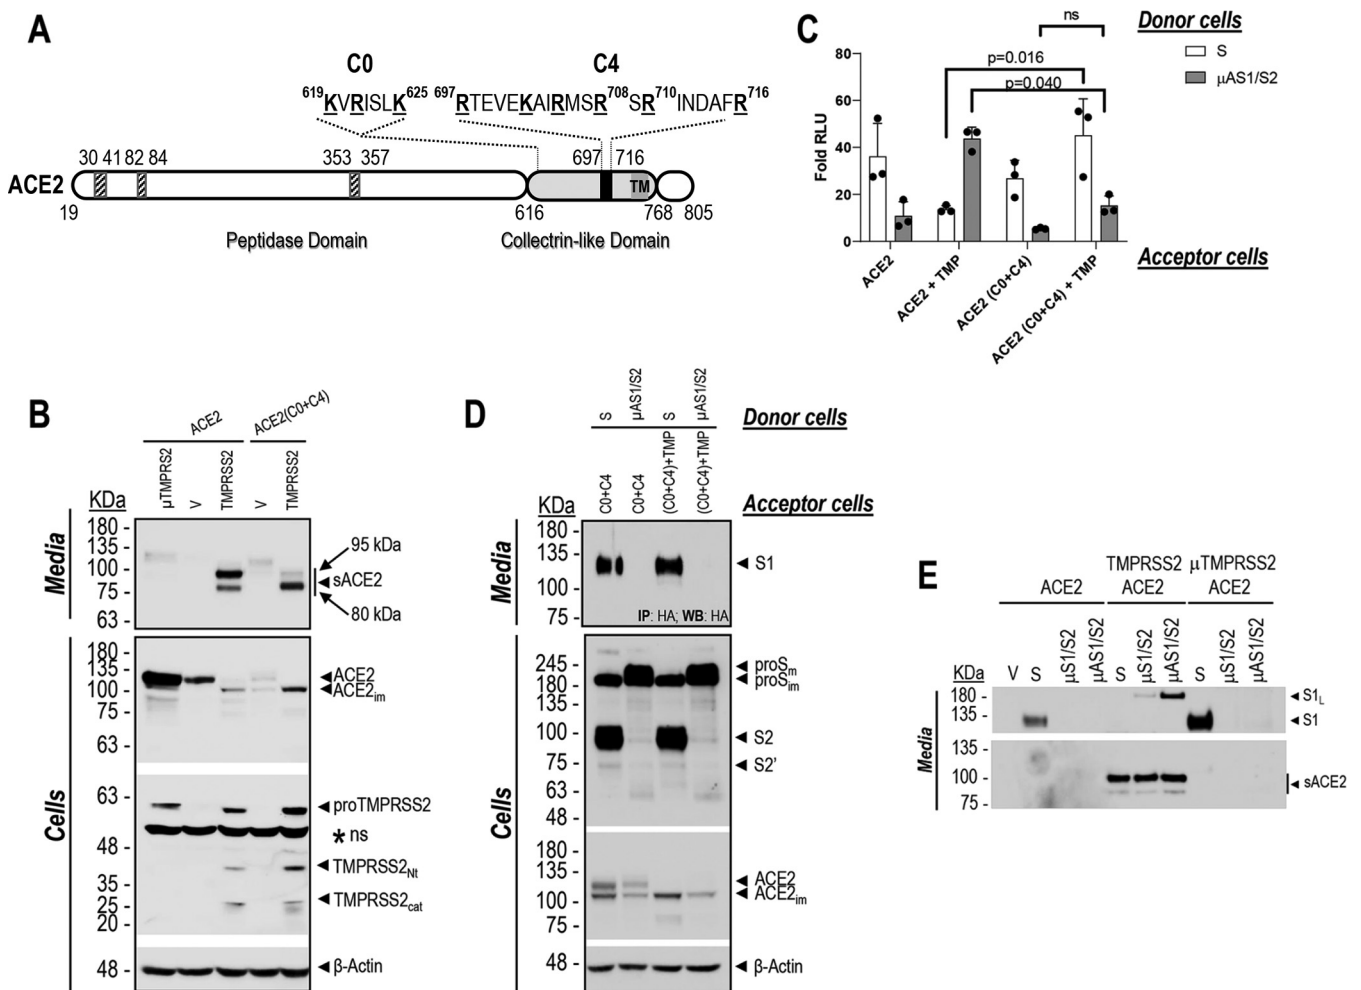 A
C0
C4
619KVRISLK625 697RTEVEKAIRMSR708SR710INDAFR716
30 41 82 84
353 357
697 716
ACE2
TM
19
616
768 805
Peptidase Domain
Collectrin-like Domain
C
Donor cells
S
μAS1/S2
ns
p=0.016
p=0.040
Fold RLU
80
60
40
20
0
ACE2
ACE2 + TMP
ACE2 (C0+C4)
ACE2 (C0+C4) + TMP
Acceptor cells
B
ACE2
ACE2(C0+C4)
μTMPRS2
V
TMPRSS2
V
TMPRSS2
KDa
Media
180 -
135 -
100 -
75 -
63 -
95 kDa
sACE2
80 kDa
Cells
180 -
135 -
100 -
75 -
63 -
ACE2
ACE2im
63 -
48 -
35 -
25 -
20 -
proTMPRSS2
* ns
TMPRSS2Nt
TMPRSS2cat
48 -
β-Actin
D
S
μAS1/S2
S
μAS1/S2
Donor cells
C0+C4
C0+C4
(C0+C4)+TMP
(C0+C4)+TMP
Acceptor cells
KDa
Media
180 -
135 -
100 -
75 -
S1
IP: HA; WB: HA
Cells
245 -
180 -
135 -
100 -
75 -
63 -
48 -
proSm
proSim
S2
S2'
180 -
135 -
100 -
75 -
ACE2
ACE2im
48 -
β-Actin
E
TMPRSS2 μTMPRSS2
ACE2 ACE2 ACE2
KDa
V
S
μS1/S2
μAS1/S2
S
μS1/S2
μAS1/S2
S
μS1/S2
μAS1/S2
Media
180 -
135 -
S1L
S1
135 -
100 -
75 -
sACE2